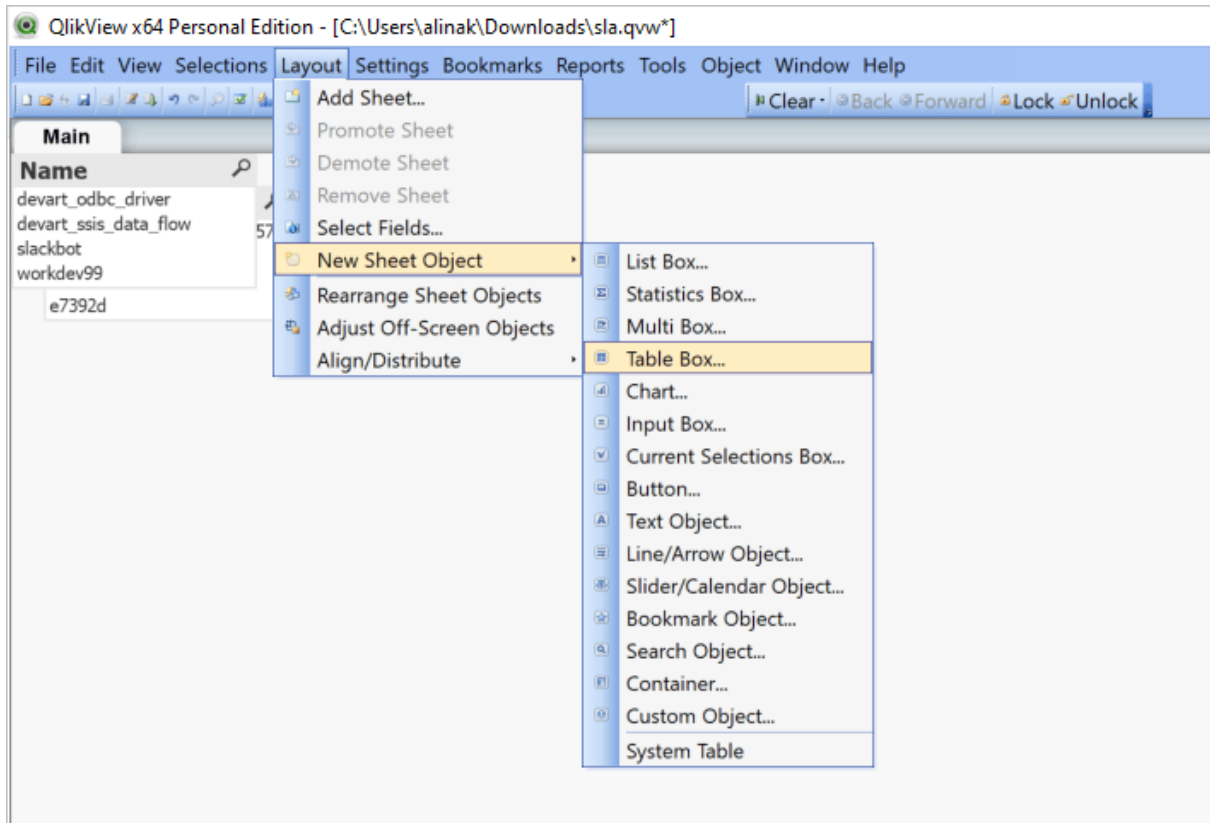 QlikView x64 Personal Edition - [C:\Users\alinak\Downloads\sla.qvw*]
File Edit View Selections Layout Settings Bookmarks Reports Tools Object Window Help
Clear Back Forward Lock Unlock
Main
Name
devart_odbc_driver
devart_ssis_data_flow
slackbot
workdev99
57
e7392d
Add Sheet...
Promote Sheet
Demote Sheet
Remove Sheet
Select Fields...
New Sheet Object
Rearrange Sheet Objects
Adjust Off-Screen Objects
Align/Distribute
List Box...
Statistics Box...
Multi Box...
Table Box...
Chart...
Input Box...
Current Selections Box...
Button...
Text Object...
Line/Arrow Object...
Slider/Calendar Object...
Bookmark Object...
Search Object...
Container...
Custom Object...
System Table